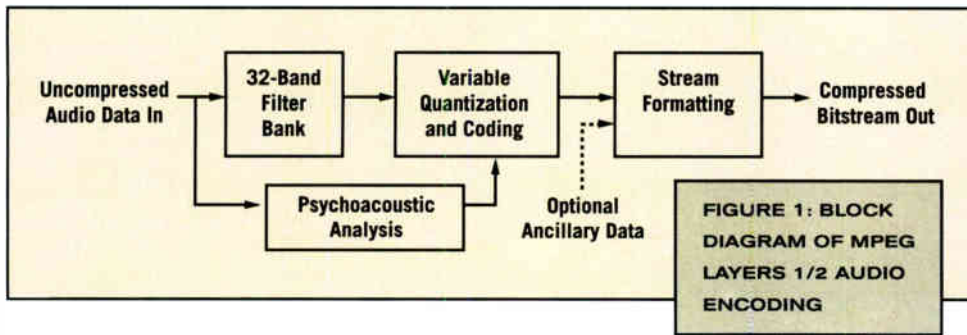 Uncompressed
Audio Data In
32-Band
Filter
Bank
Variable
Quantization
and Coding
Stream
Formatting
Compressed
Bitstream Out
Psychoacoustic
Analysis
Optional
Ancillary Data
FIGURE 1: BLOCK
DIAGRAM OF MPEG
LAYERS 1/2 AUDIO
ENCODING